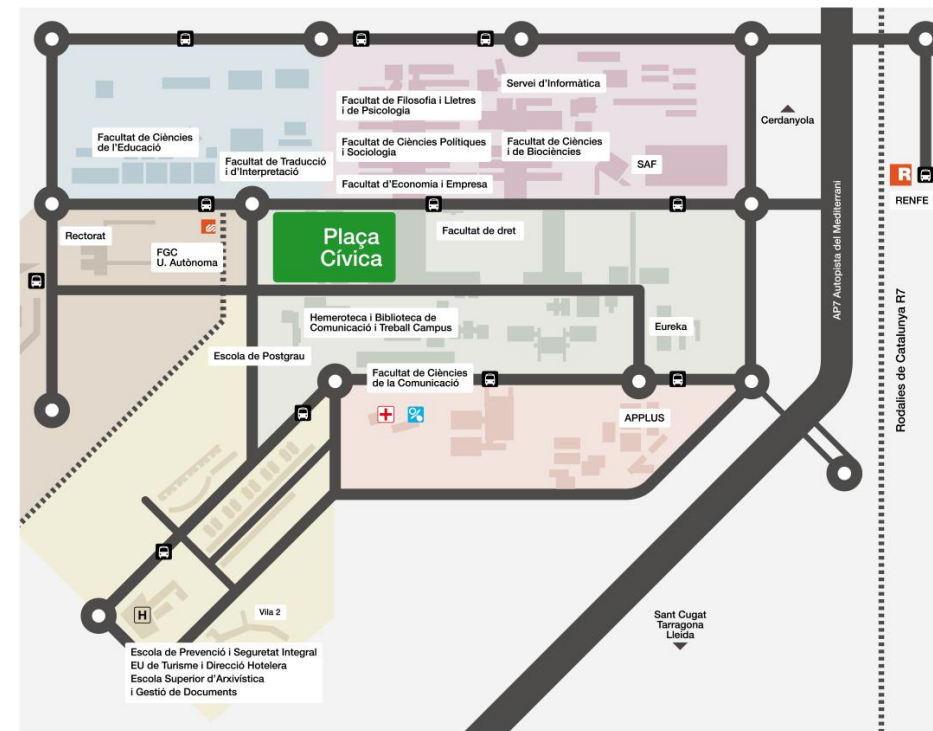 Servei d'Informàtica
Facultat de Filosofia i Lletres
i de Psicologia
Cerdanyola
Facultat de Ciències
de l'Educació
Facultat de Ciències Polítiques
i Sociologia
Facultat de Ciències
i de Biociències
Facultat de Traducció
i d'Interpretació
SAF
Facultat d'Economia i Empresa
R
RENFE
Rectorat
FGC
U. Autònoma
Plaça
Cívica
Facultat de dret
AP7 Autopista del Mediterrani
Rodalies de Catalunya R7
Hemeroteca i Biblioteca de
Comunicació i Treball Campus
Eureka
Escola de Postgrau
Facultat de Ciències
de la Comunicació
APPLUS
H
Vila 2
Sant Cugat
Tarragona
Lleida
Escola de Prevenció i Seguretat Integral
EU de Turisme i Direcció Hotelera
Escola Superior d'Arxivística
i Gestió de Documents